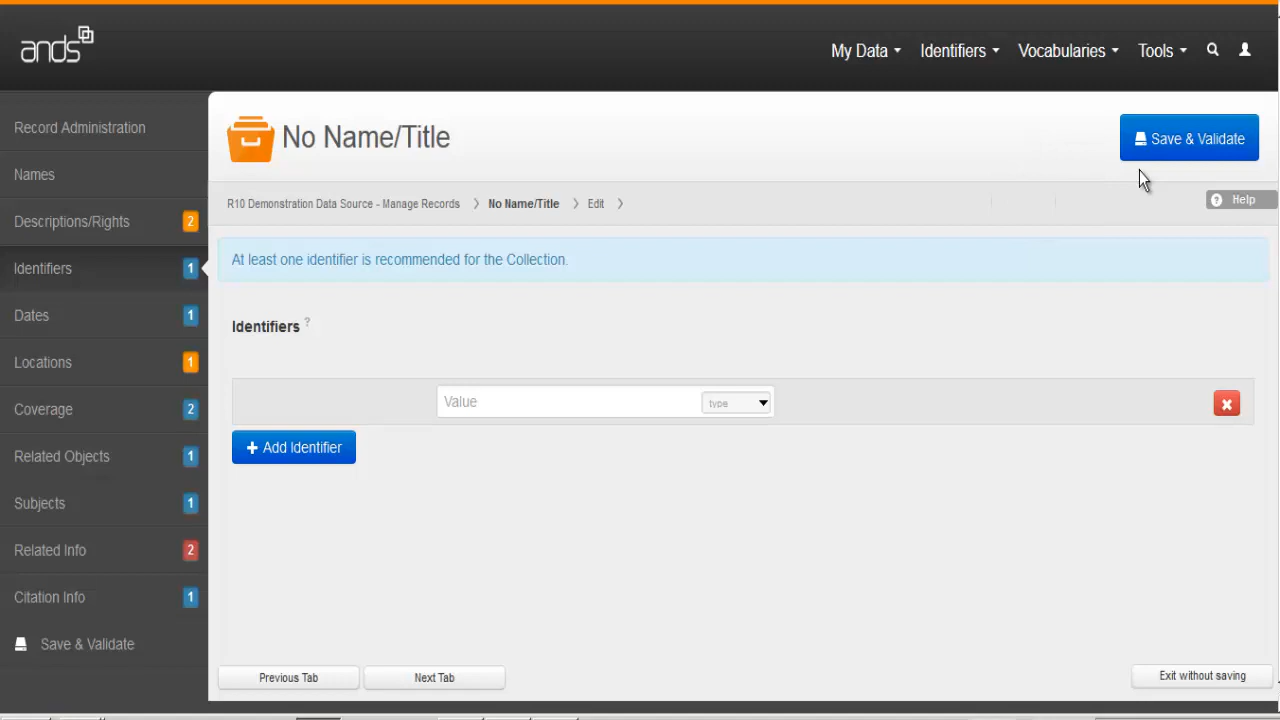 ands
My Data Identifiers Vocabularies Tools
Record Administration
Names
Descriptions/Rights 2
Identifiers 1
Dates 1
Locations 1
Coverage 2
Related Objects 1
Subjects 1
Related Info 2
Citation Info 1
Save & Validate
No Name/Title
Save & Validate
R10 Demonstration Data Source - Manage Records No Name/Title Edit
? Help
At least one identifier is recommended for the Collection.
Identifiers ?
Value type
+ Add Identifier
Previous Tab Next Tab
Exit without saving